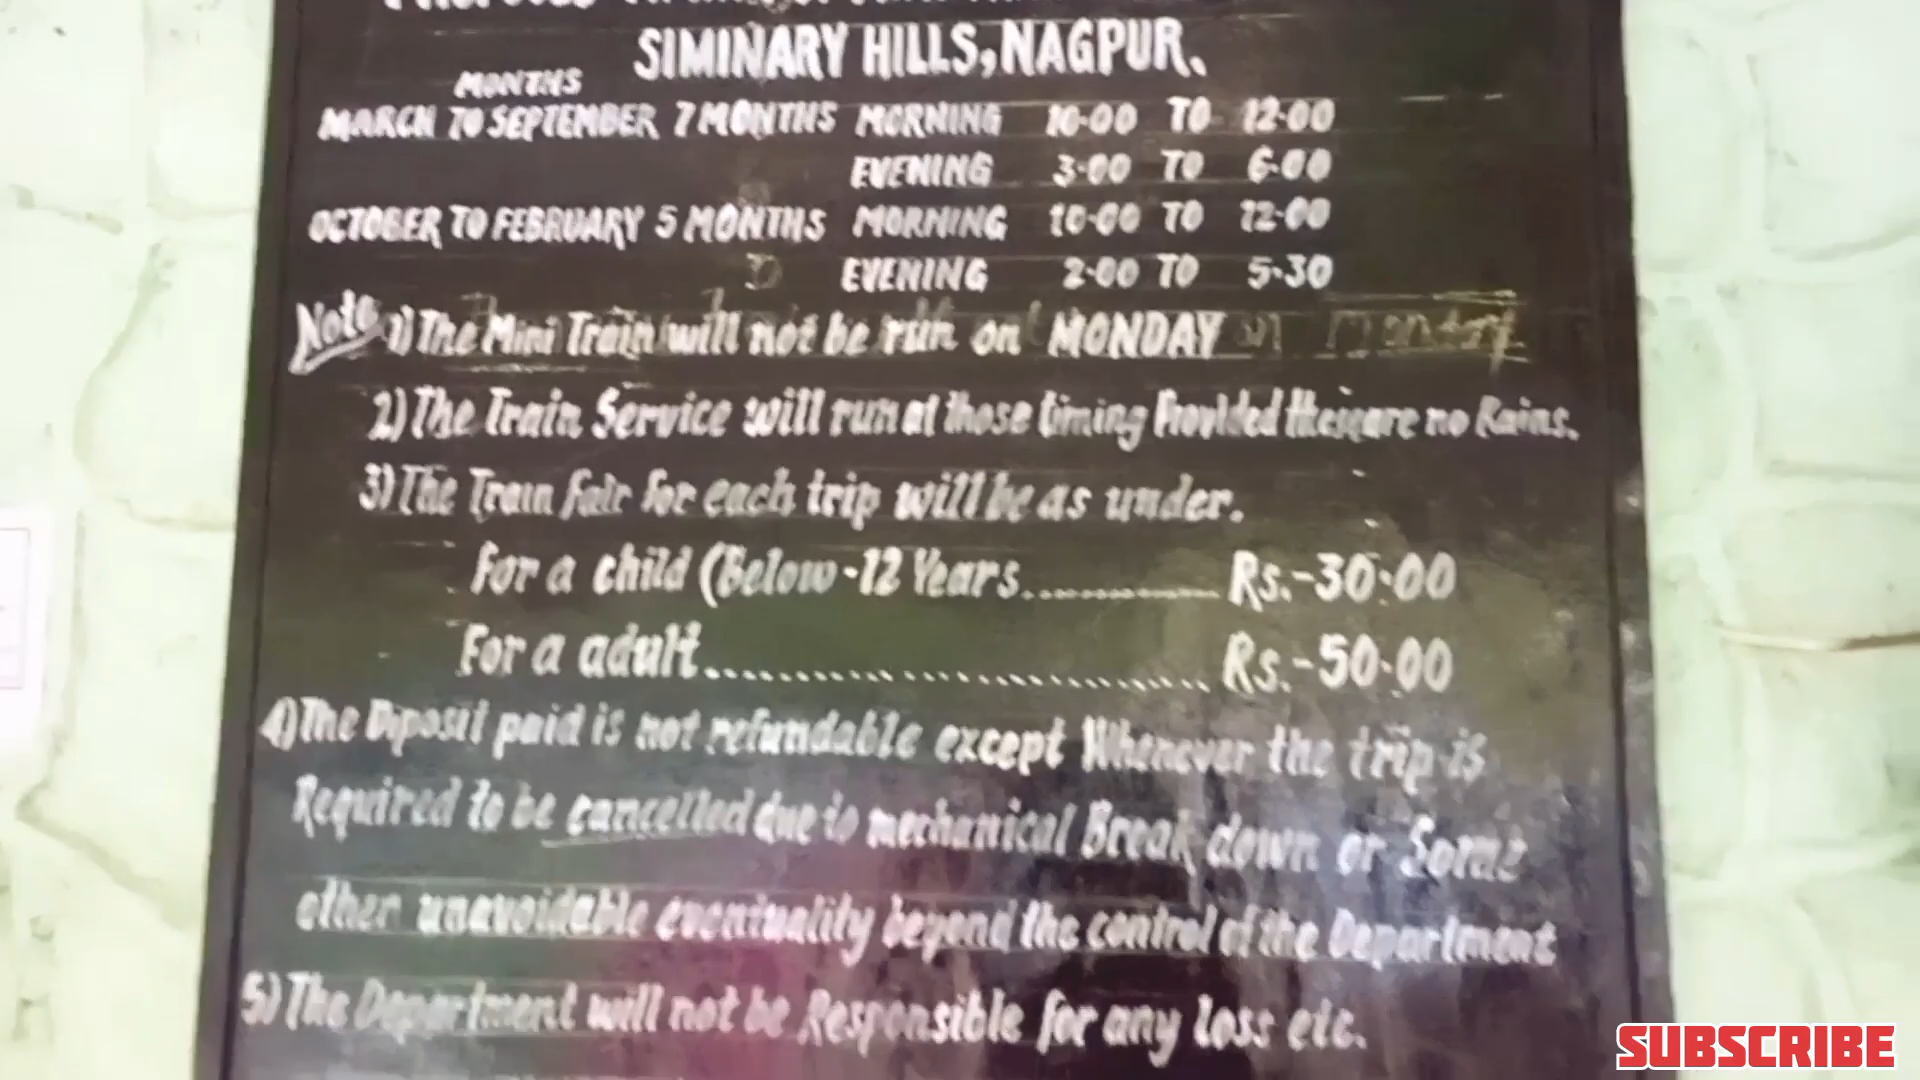 SIMINARY HILLS, NAGPUR.
MONTHS
MARCH TO SEPTEMBER 7 MONTHS MORNING 10-00 TO 12-00
EVENING 3-00 TO 6-00
OCTOBER TO FEBRUARY 5 MONTHS MORNING 10-00 TO 12-00
EVENING 2-00 TO 5-30
Note 1) The Mini Train will not be run on MONDAY
2) The Train Service will run at those timing Provided there are no Rains.
3) The Train fair for each trip will be as under.
For a child (Below-12 Years............ Rs.-30.00
For a adult............................ Rs.-50.00
4) The Diposit paid is not refundable except Whenever the trip is
Required to be cancelled due to mechanical Break down or Some
other unavoidable eventuality beyond the control of the Department
5) The Department will not be Responsible for any loss etc.
SUBSCRIBE